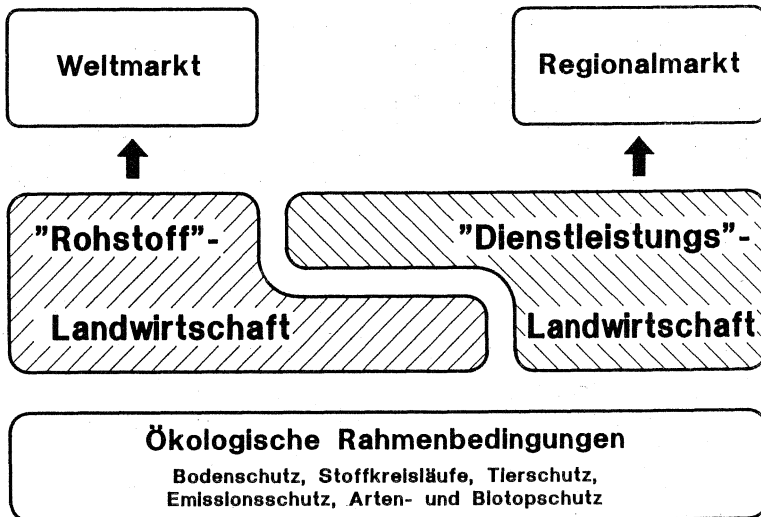 Weltmarkt
Regionalmarkt
"Rohstoff"-
Landwirtschaft
"Dienstleistungs"-
Landwirtschaft
Ökologische Rahmenbedingungen
Bodenschutz, Stoffkreisläufe, Tierschutz,
Emissionsschutz, Arten- und Biotopschutz